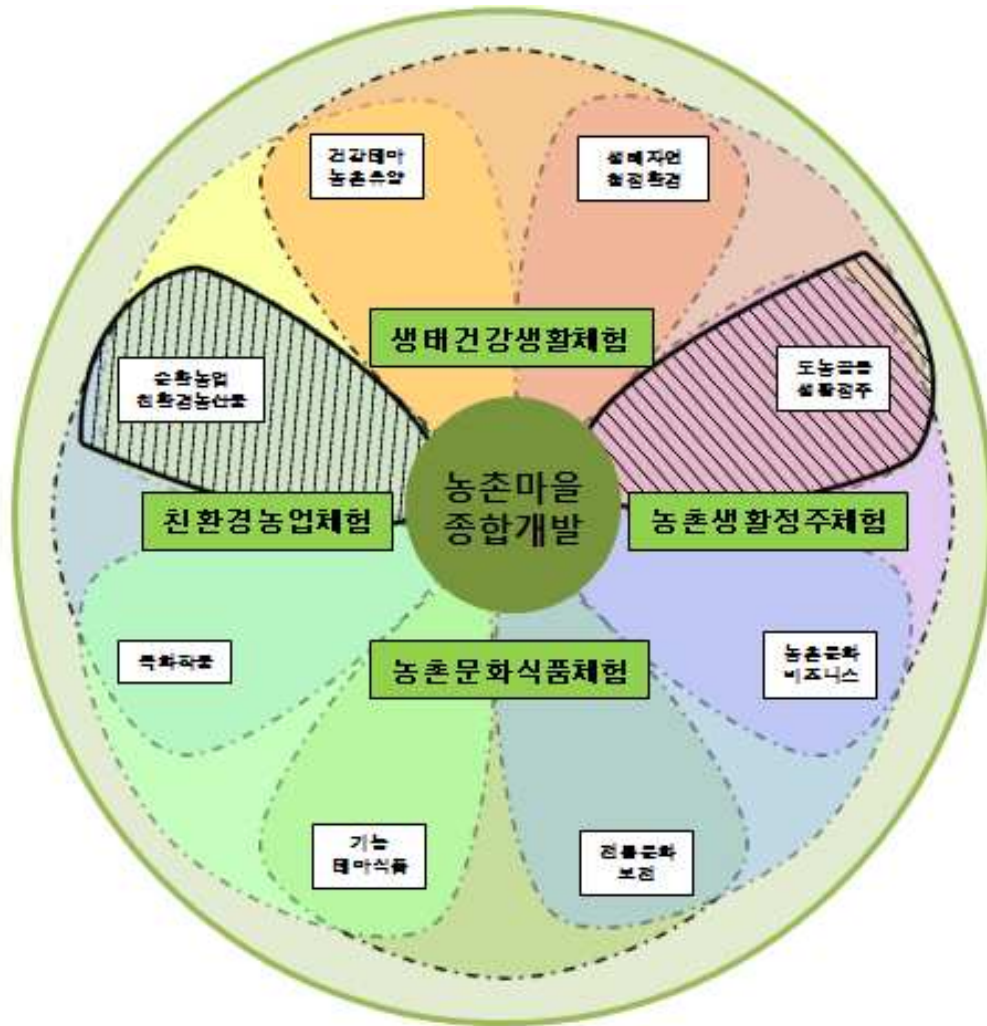 건강테마
농촌휴양
생태자연
청정환경
생태건강생활체험
순환농업
친환경농산물
도농공동
생활정주
농촌마을
종합개발
친환경농업체험
농촌생활정주체험
특화작물
농촌문화식품체험
농촌문화
비즈니스
기능
테마식품
전통문화
보전